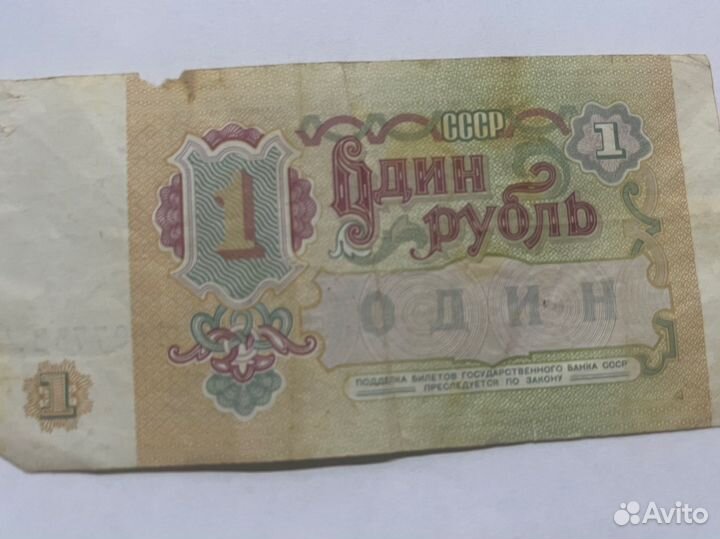 СССР
1
1
Один
рубль
ОДИН
1
ПОДДЕЛКА БИЛЕТОВ ГОСУДАРСТВЕННОГО БАНКА СССР
ПРЕСЛЕДУЕТСЯ ПО ЗАКОНУ
Avito